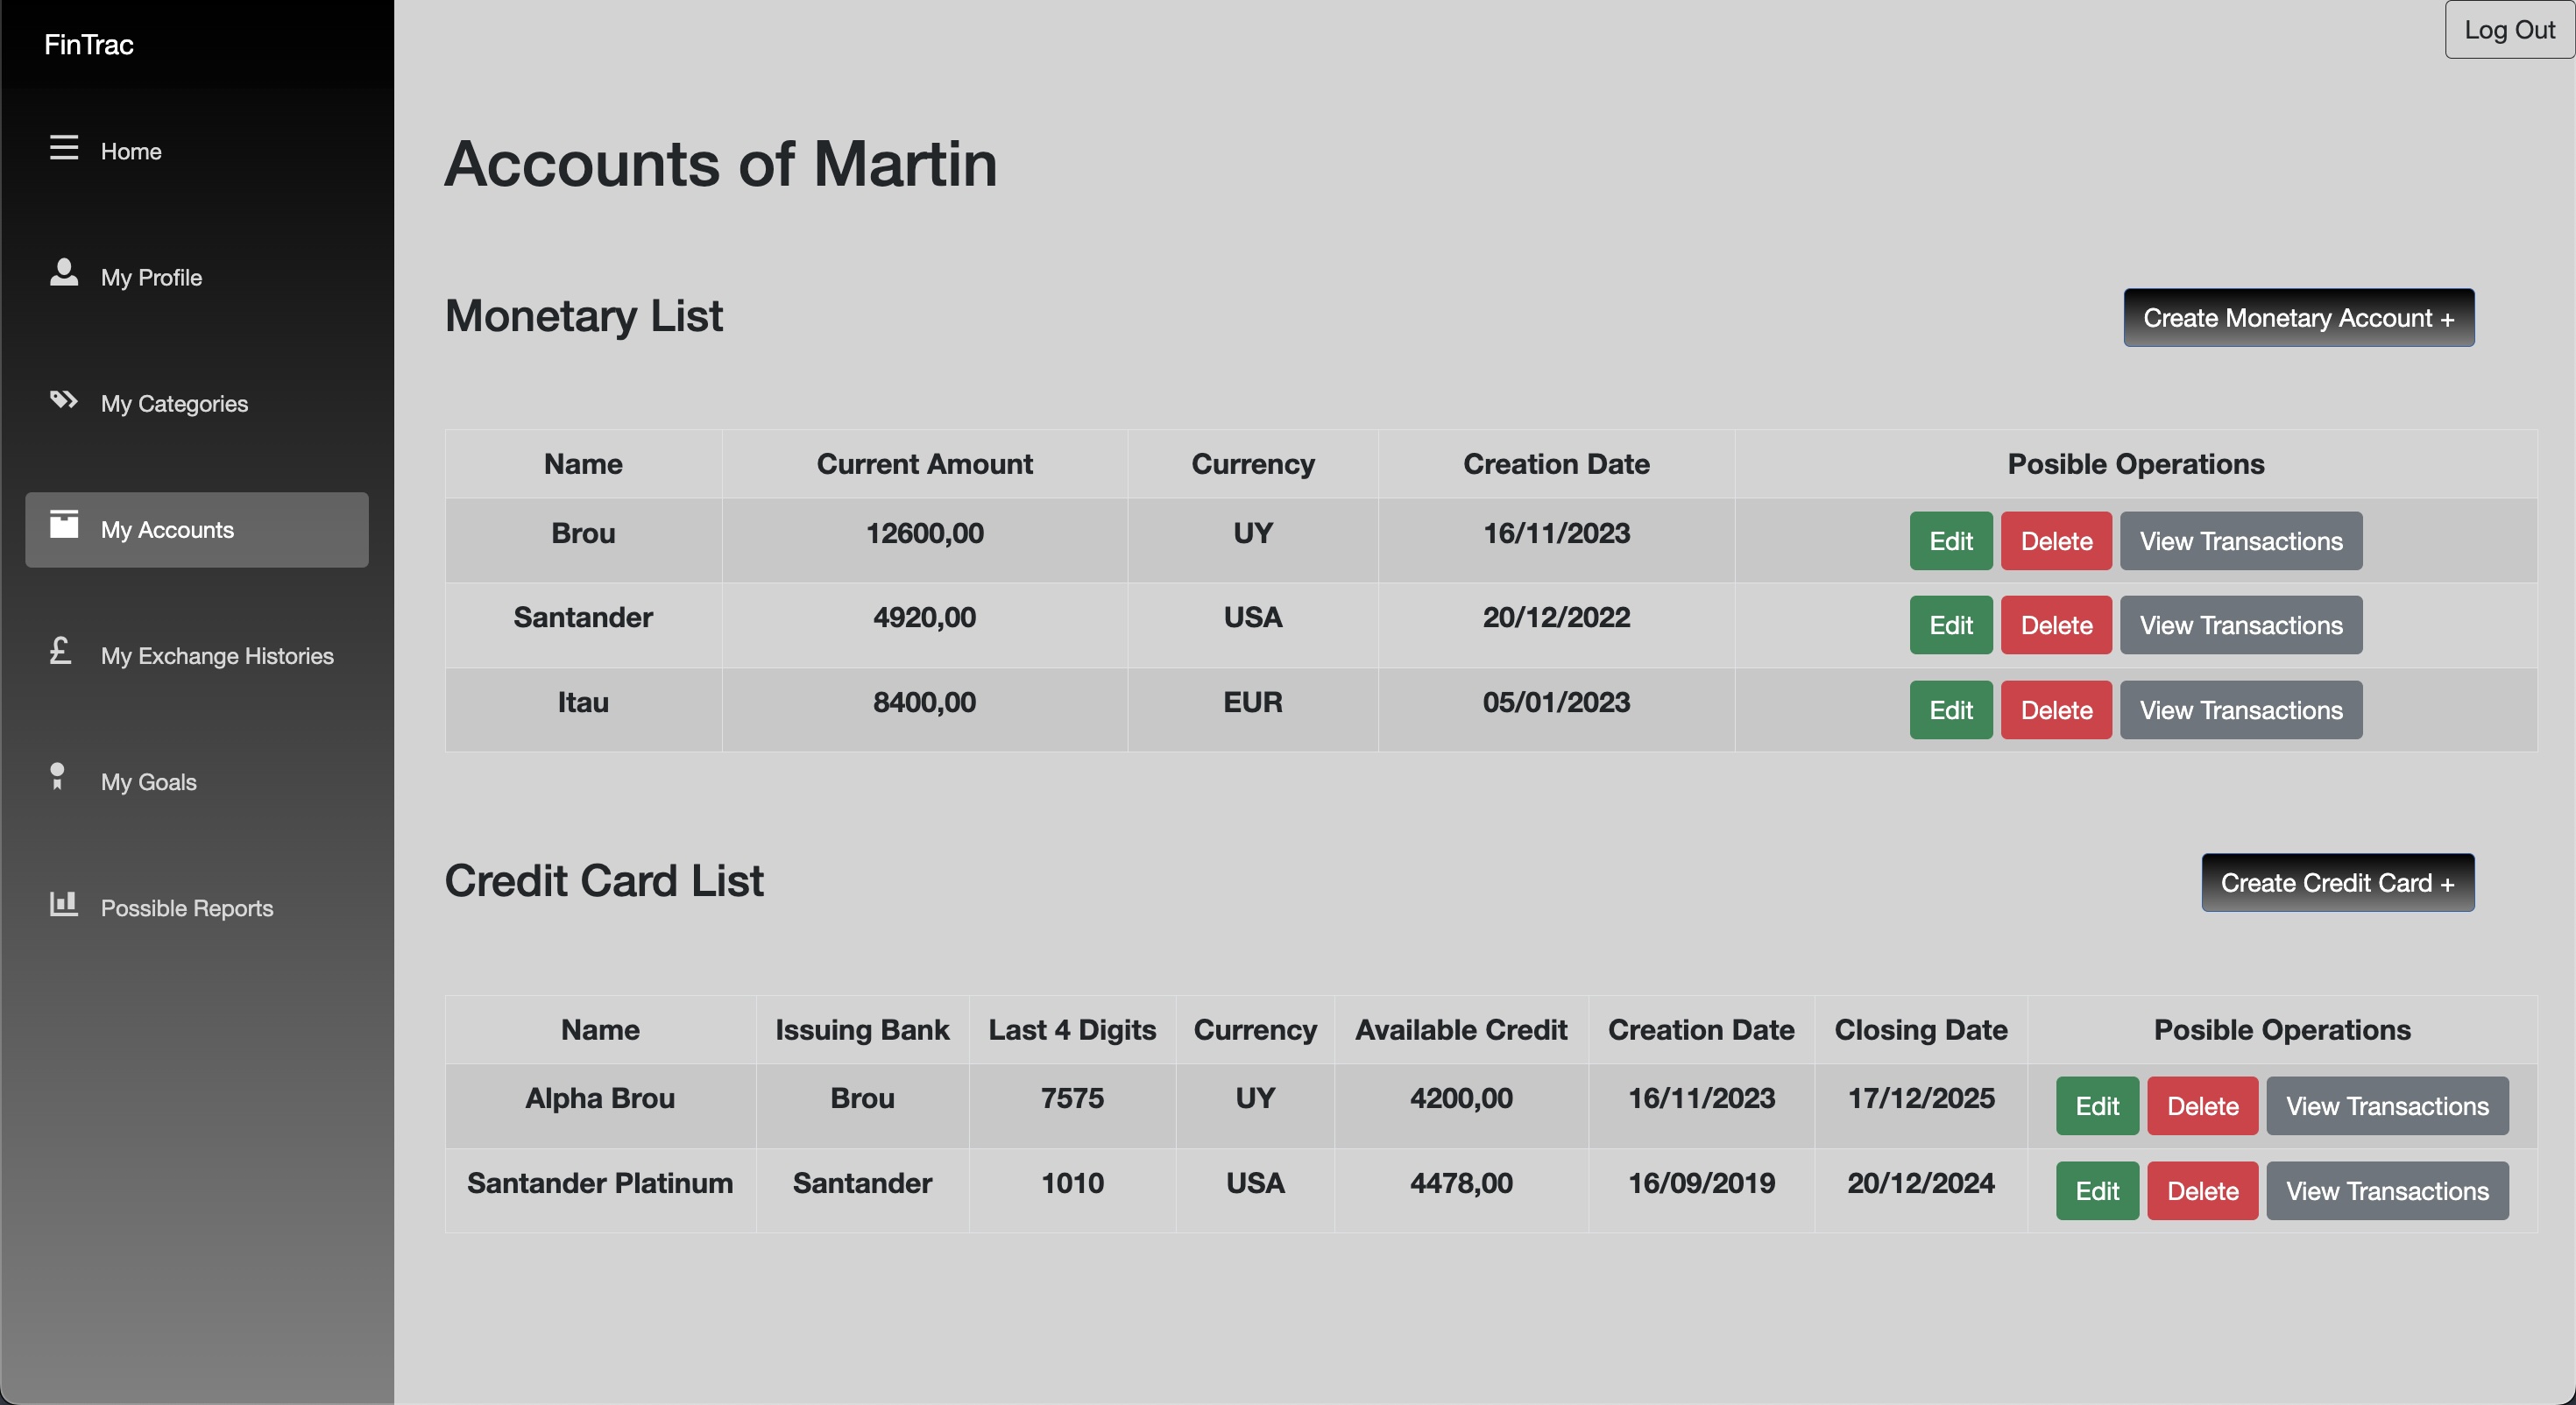 FinTrac
Log Out
Home
My Profile
My Categories
My Accounts
My Exchange Histories
My Goals
Possible Reports
Accounts of Martin
Monetary List
Create Monetary Account +
Name Current Amount Currency Creation Date Posible Operations
Brou 12600,00 UY 16/11/2023 Edit Delete View Transactions
Santander 4920,00 USA 20/12/2022 Edit Delete View Transactions
Itau 8400,00 EUR 05/01/2023 Edit Delete View Transactions
Credit Card List
Create Credit Card +
Name Issuing Bank Last 4 Digits Currency Available Credit Creation Date Closing Date Posible Operations
Alpha Brou Brou 7575 UY 4200,00 16/11/2023 17/12/2025 Edit Delete View Transactions
Santander Platinum Santander 1010 USA 4478,00 16/09/2019 20/12/2024 Edit Delete View Transactions